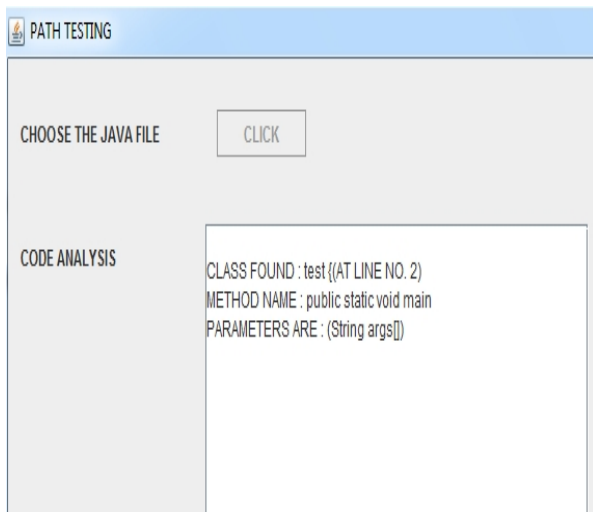 PATH TESTING
CHOOSE THE JAVA FILE
CLICK
CODE ANALYSIS
CLASS FOUND : test {(AT LINE NO. 2)
METHOD NAME : public static void main
PARAMETERS ARE : (String args[])